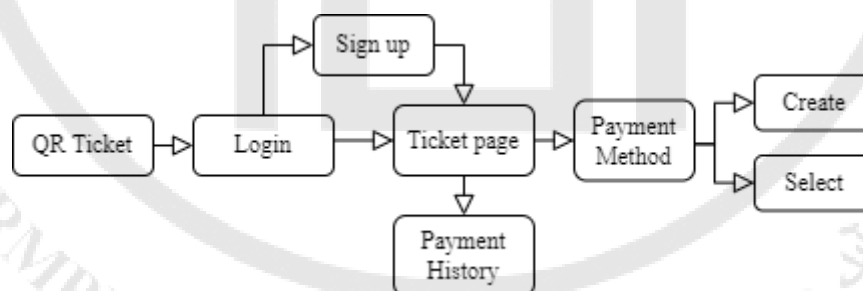 Sign up
QR Ticket
Login
Ticket page
Payment
Method
Create
Select
Payment
History